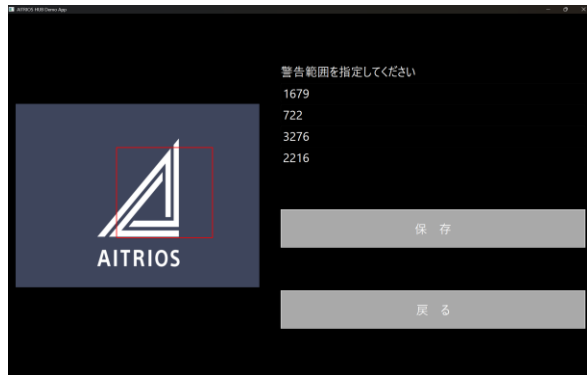 AITRIOS HUB Demo App
警告範囲を指定してください
1679
722
3276
2216
AITRIOS
保存
戻る